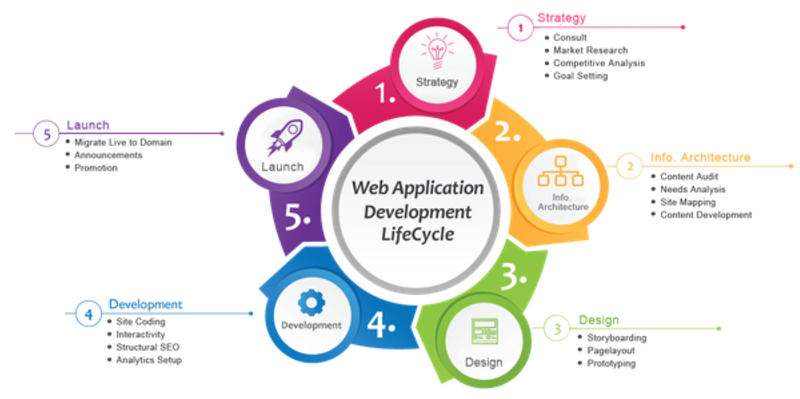 Strategy
1
Consult
Market Research
Competitive Analysis
Goal Setting
Strategy
1.
2.
Info.
Architecture
2
Info. Architecture
Content Audit
Needs Analysis
Site Mapping
Content Development
5
Launch
Migrate Live to Domain
Announcements
Promotion
Launch
5.
Web Application
Development
LifeCycle
3.
Design
3
Design
Storyboarding
Pagelayout
Prototyping
4
Development
Site Coding
Interactivity
Structural SEO
Analytics Setup
Development
4.